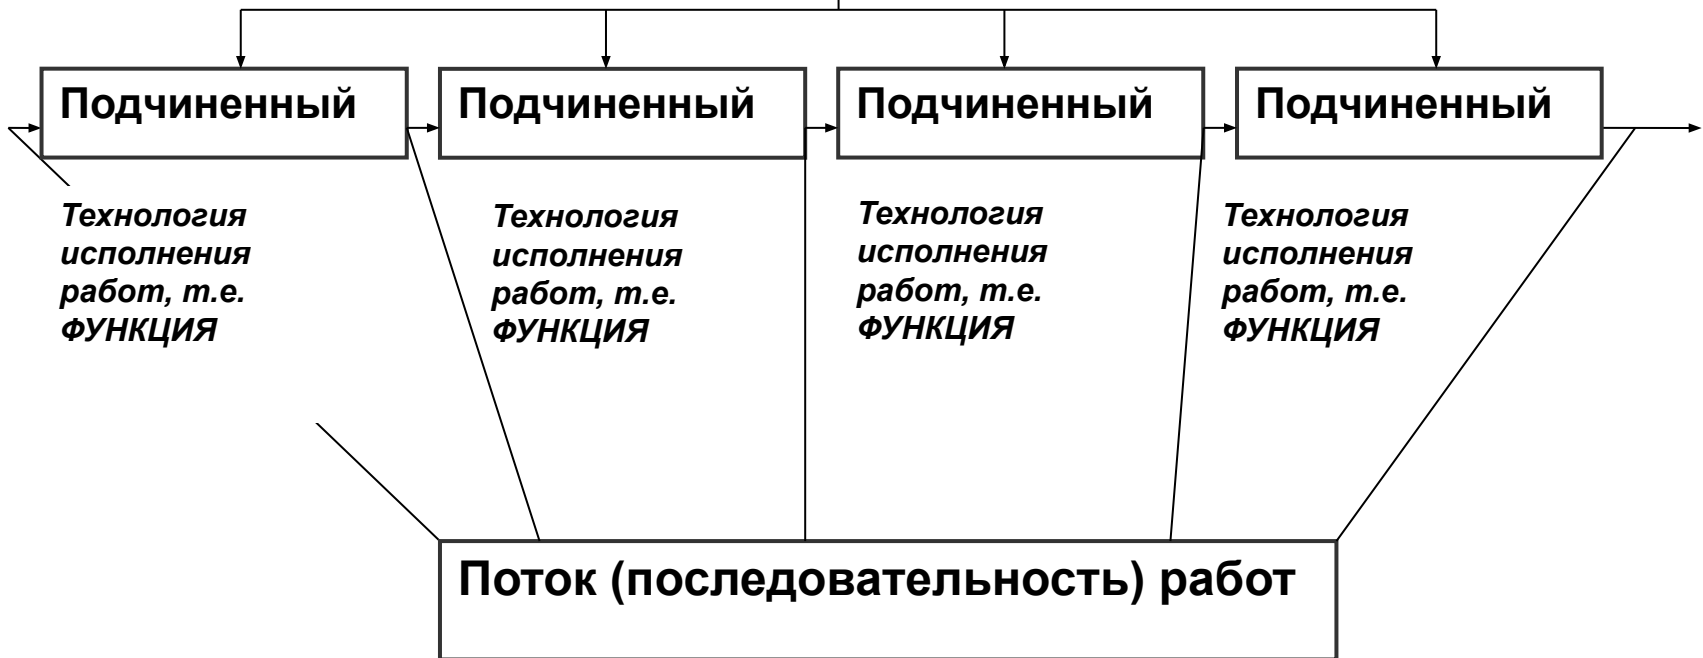 Подчиненный
Подчиненный
Подчиненный
Подчиненный
Технология
исполнения
работ, т.е.
ФУНКЦИЯ
Технология
исполнения
работ, т.е.
ФУНКЦИЯ
Технология
исполнения
работ, т.е.
ФУНКЦИЯ
Технология
исполнения
работ, т.е.
ФУНКЦИЯ
Поток (последовательность) работ